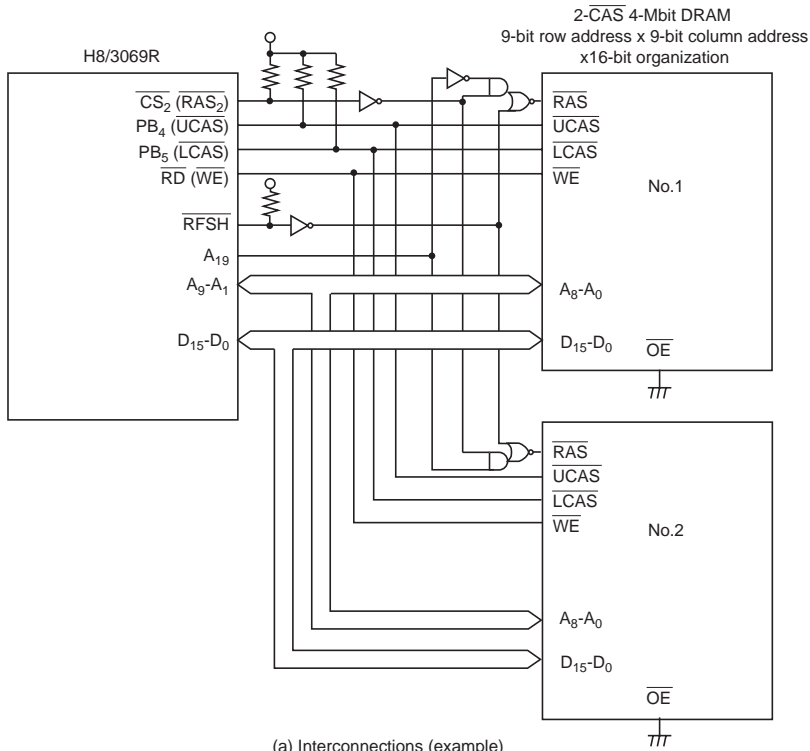 2-CAS 4-Mbit DRAM
9-bit row address x 9-bit column address
x16-bit organization
H8/3069R
CS2 (RAS2)
PB4 (UCAS)
PB5 (LCAS)
RD (WE)
RFSH
A19
A9-A1
D15-D0
RAS
UCAS
LCAS
WE
No.1
A8-A0
D15-D0
OE
RAS
UCAS
LCAS
WE
No.2
A8-A0
D15-D0
OE
(a) Interconnections (example)